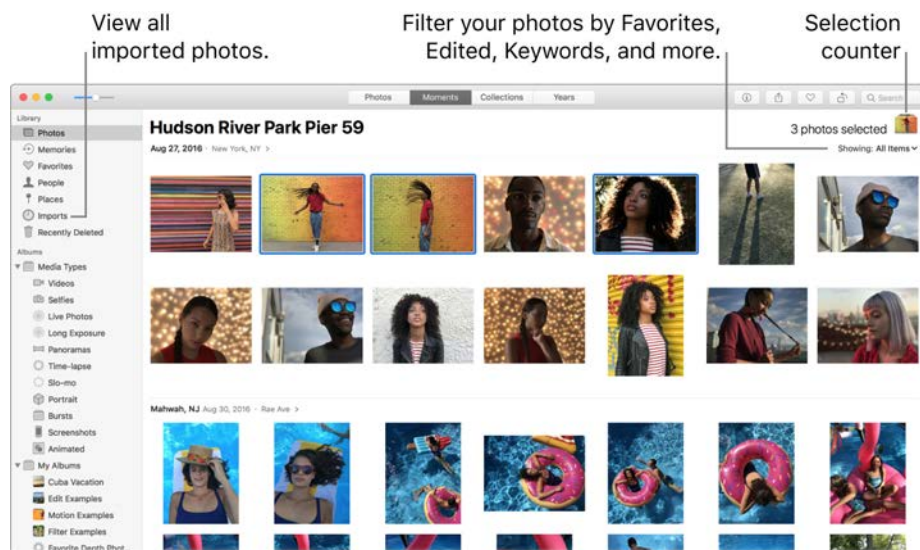 View all
imported photos.
Filter your photos by Favorites,
Edited, Keywords, and more.
Selection
counter
Photos Moments Collections Years
Search
Library
Photos
Memories
Favorites
People
Places
Imports
Recently Deleted
Albums
Media Types
Videos
Selfies
Live Photos
Long Exposure
Panoramas
Time-lapse
Slo-mo
Portrait
Bursts
Screenshots
Animated
My Albums
Cuba Vacation
Edit Examples
Motion Examples
Filter Examples
Favorite Depth Phot...
Hudson River Park Pier 59
Aug 27, 2016 · New York, NY >
3 photos selected
Showing: All Items
Mahwah, NJ Aug 30, 2016 · Rae Ave >